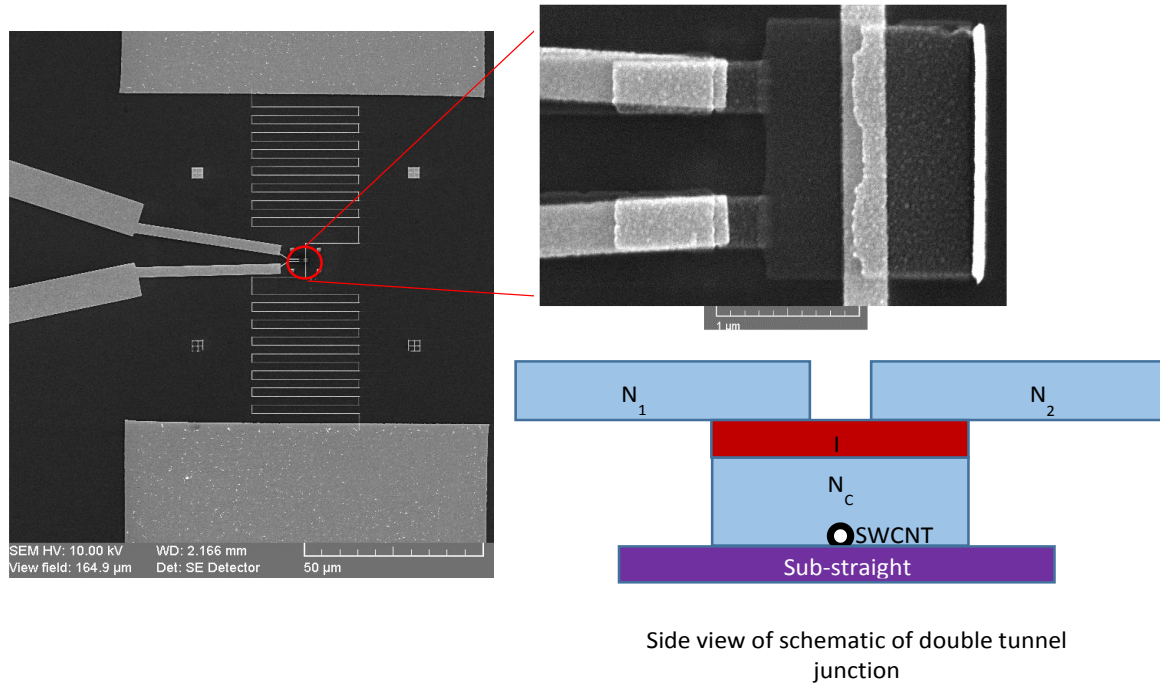 SEM HV: 10.00 kV WD: 2.166 mm
View field: 164.9 µm Det: SE Detector 50 µm
1 µm
N1 N2
I
NC
SWCNT
Sub-straight
Side view of schematic of double tunnel
junction